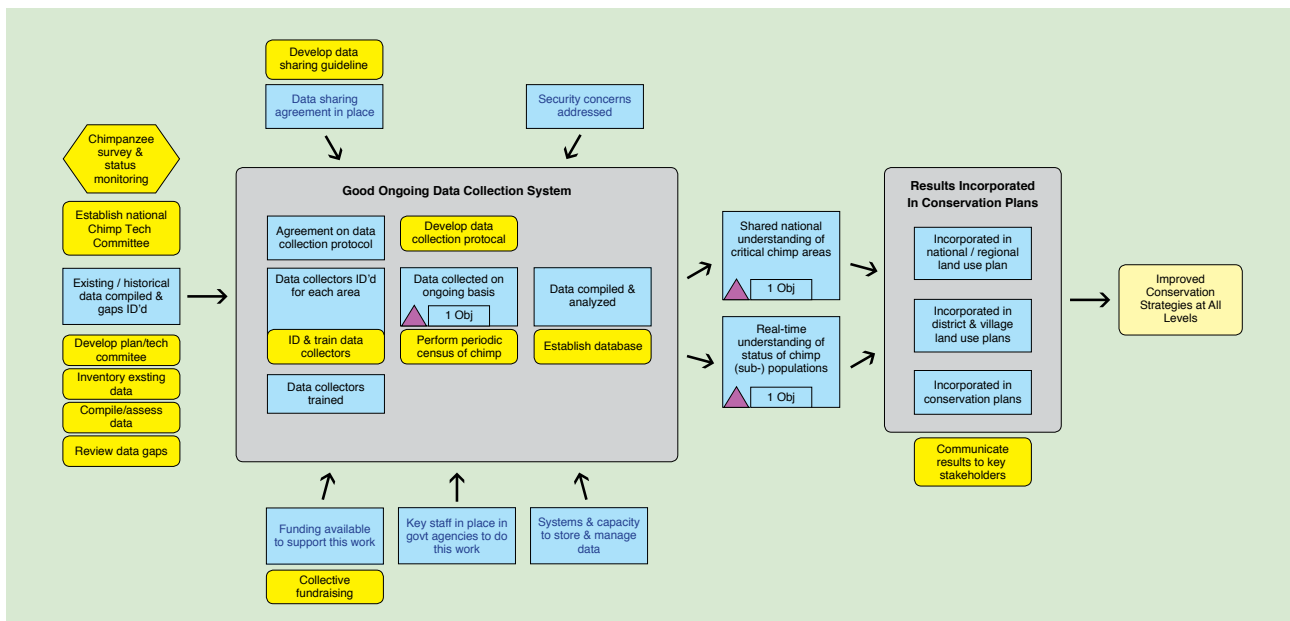 Develop data
sharing guideline
Data sharing
agreement in place
Security concerns
addressed
Chimpanzee
survey &
status
monitoring
Establish national
Chimp Tech
Committee
Existing / historical
data compiled &
gaps ID'd
Develop plan/tech
commitee
Inventory exsting
data
Compile/assess
data
Review data gaps
Good Ongoing Data Collection System
Agreement on data
collection protocol
Develop data
collection protocal
Data collectors ID'd
for each area
Data collected on
ongoing basis
1 Obj
Data compiled &
analyzed
ID & train data
collectors
Perform periodic
census of chimp
Establish database
Data collectors
trained
Funding available
to support this work
Collective
fundraising
Key staff in place in
govt agencies to do
this work
Systems & capacity
to store & manage
data
Shared national
understanding of
critical chimp areas
1 Obj
Real-time
understanding of
status of chimp
(sub-) populations
1 Obj
Results Incorporated
In Conservation Plans
Incorporated in
national / regional
land use plan
Incorporated in
district & village
land use plans
Incorporated in
conservation plans
Communicate
results to key
stakeholders
Improved
Conservation
Strategies at All
Levels